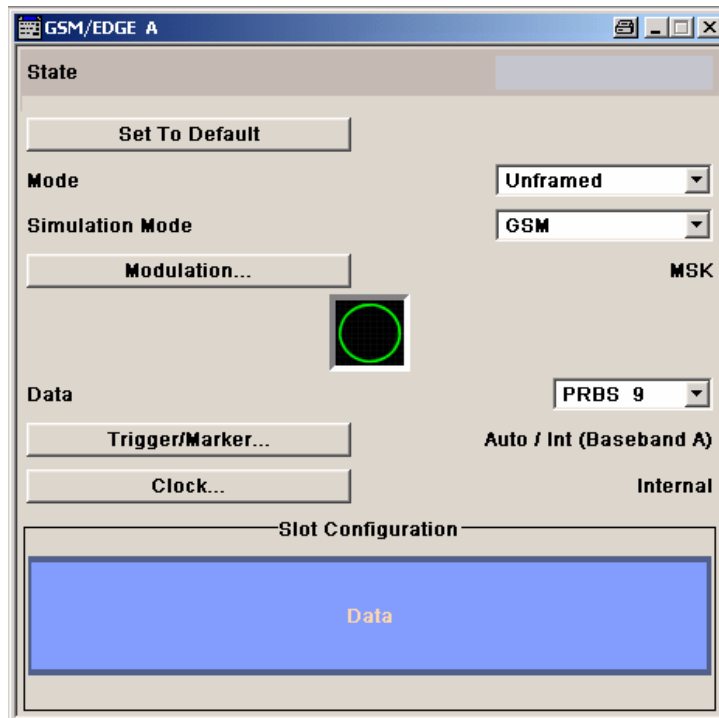 GSM/EDGE A
State
Set To Default
Mode Unframed
Simulation Mode GSM
Modulation... MSK
Data PRBS 9
Trigger/Marker... Auto / Int (Baseband A)
Clock... Internal
Slot Configuration
Data